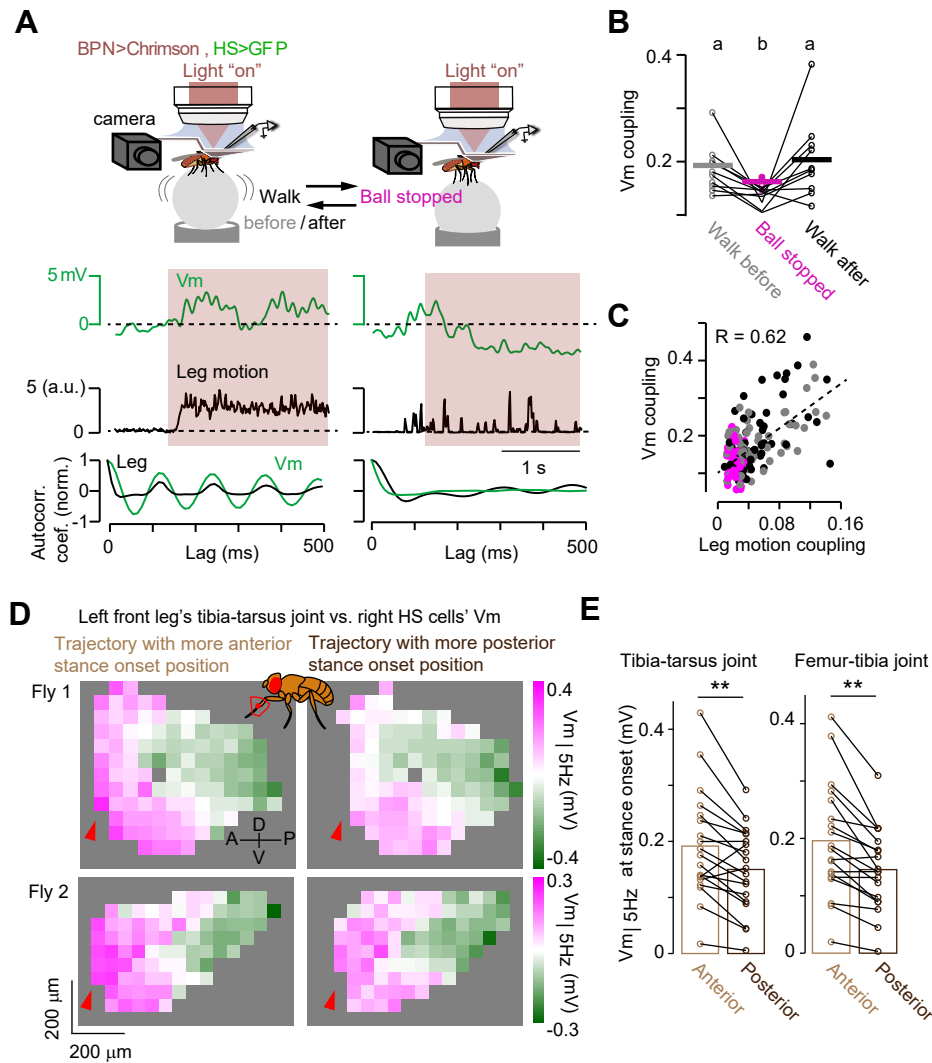 A
BPN>Chrimson , HS>GFP
Light “on”
Light “on”
camera
Walk
Ball stopped
before / after
5 mV
Vm
0
5 (a.u.)
Leg motion
0
1 s
1
Leg
Vm
0
-1
Autocorr.
coef. (norm.)
0
Lag (ms)
500
0
Lag (ms)
500
B
a
b
a
0.4
0.2
Vm coupling
Walk before
Ball stopped
Walk after
C
R = 0.62
0.4
0.2
Vm coupling
0
0.08
0.16
Leg motion coupling
D
Left front leg’s tibia-tarsus joint vs. right HS cells’ Vm
Trajectory with more anterior
stance onset position
Trajectory with more posterior
stance onset position
Fly 1
D
A
P
V
0.4
Vm | 5Hz (mV)
-0.4
Fly 2
0.3
Vm | 5Hz (mV)
-0.3
200 µm
200 µm
E
Tibia-tarsus joint
Femur-tibia joint
**
**
0.4
0.2
0
Vm| 5Hz at stance onset (mV)
0.4
0.2
0
Anterior
Posterior
Anterior
Posterior